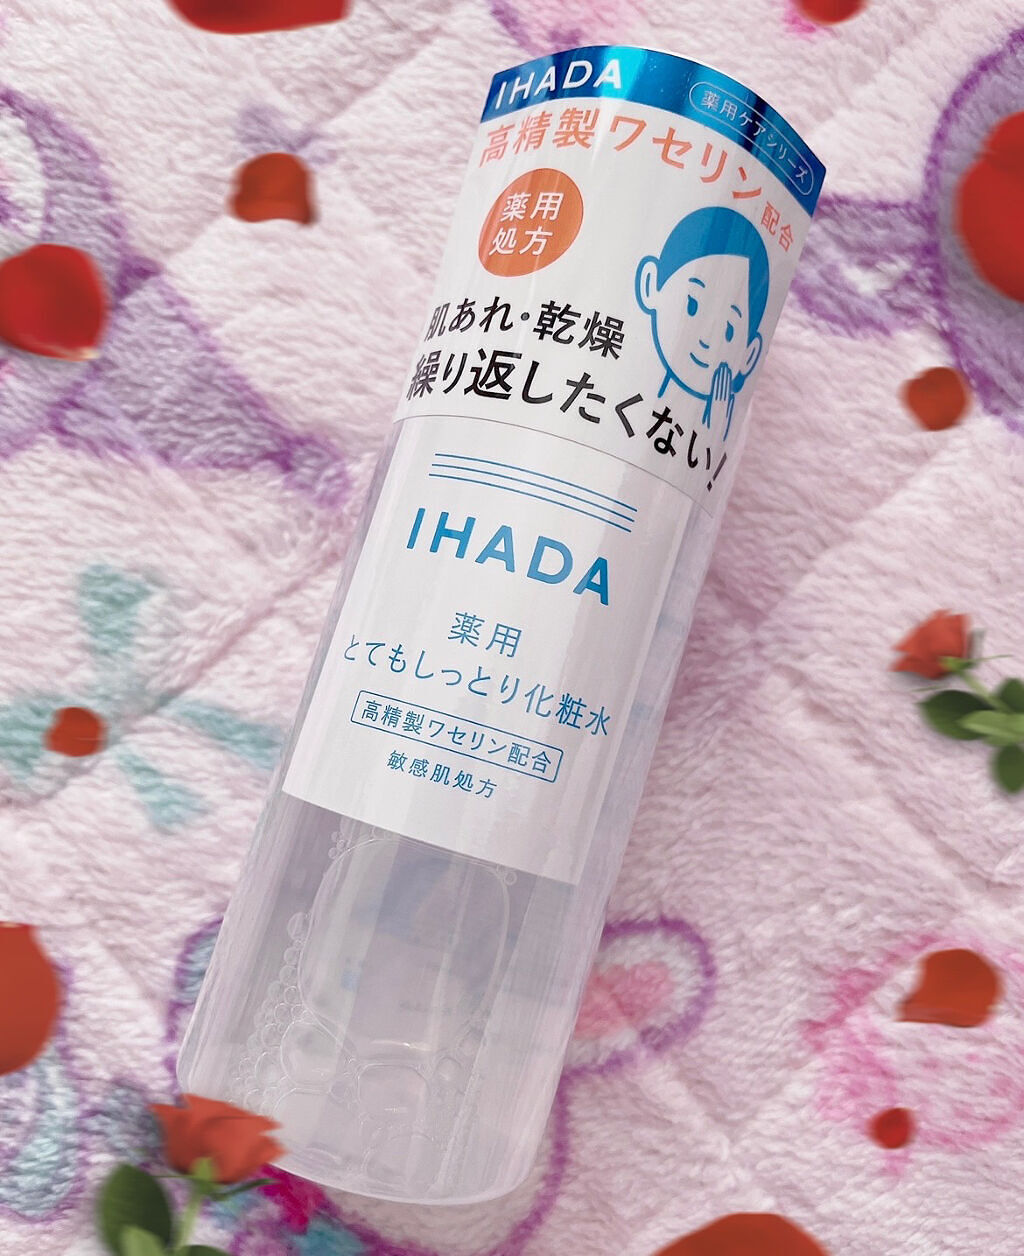 IHADA
薬用ケアシリーズ
高精製ワセリン配合
薬用
処方
肌あれ・乾燥
繰り返したくない!
IHADA
薬用
とてもしっとり化粧水
高精製ワセリン配合
敏感肌処方